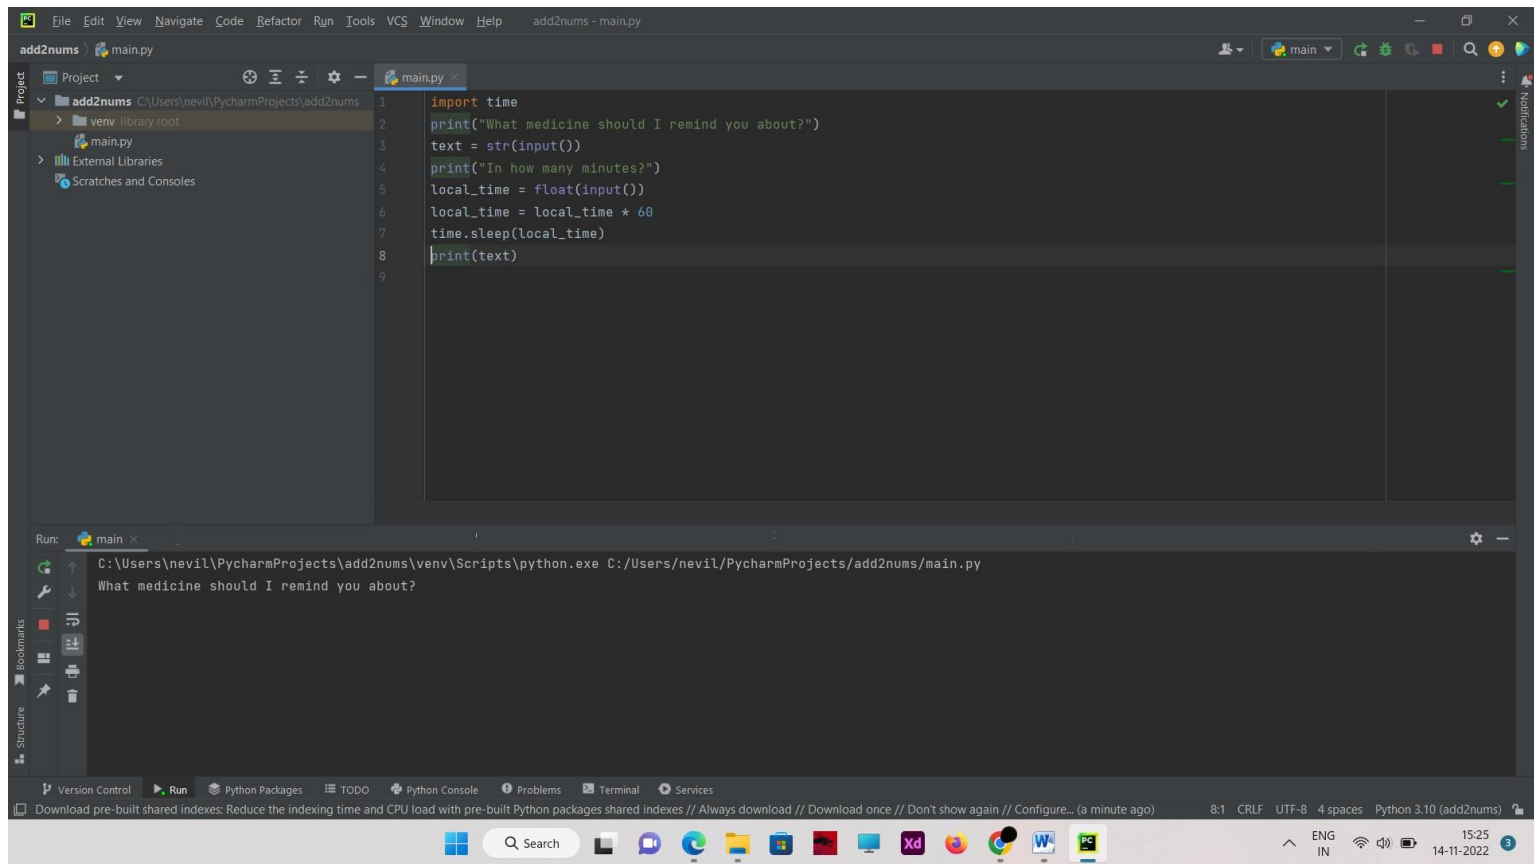 File Edit View Navigate Code Refactor Run Tools VCS Window Help add2nums - main.py
add2nums main.py main
Project
main.py
Project
add2nums C:\Users\nevil\PycharmProjects\add2nums
venv library root
main.py
External Libraries
Scratches and Consoles
1 import time
2 print("What medicine should I remind you about?")
3 text = str(input())
4 print("In how many minutes?")
5 local_time = float(input())
6 local_time = local_time * 60
7 time.sleep(local_time)
8 print(text)
9
Notifications
Run: main
C:\Users\nevil\PycharmProjects\add2nums\venv\Scripts\python.exe C:/Users/nevil/PycharmProjects/add2nums/main.py
What medicine should I remind you about?
Bookmarks
Structure
Version Control Run Python Packages TODO Python Console Problems Terminal Services
Download pre-built shared indexes: Reduce the indexing time and CPU load with pre-built Python packages shared indexes // Always download // Download once // Don't show again // Configure... (a minute ago) 8:1 CRLF UTF-8 4 spaces Python 3.10 (add2nums)
Search Xd W PC
ENG
IN
15:25
14-11-2022
3